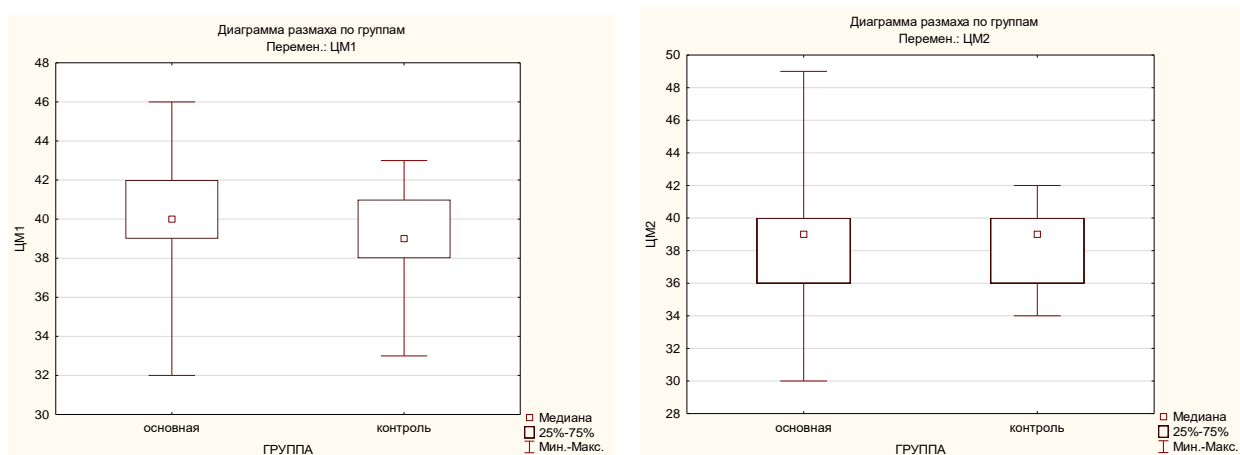 Диаграмма размаха по группам
Перемен.: ЦМ1
48
46
44
42
40
38
36
34
32
30
ЦМ1
основная контроль
ГРУППА
Медиана
25%-75%
Мин.-Макс.
Диаграмма размаха по группам
Перемен.: ЦМ2
50
48
46
44
42
40
38
36
34
32
30
28
ЦМ2
основная контроль
ГРУППА
Медиана
25%-75%
Мин.-Макс.